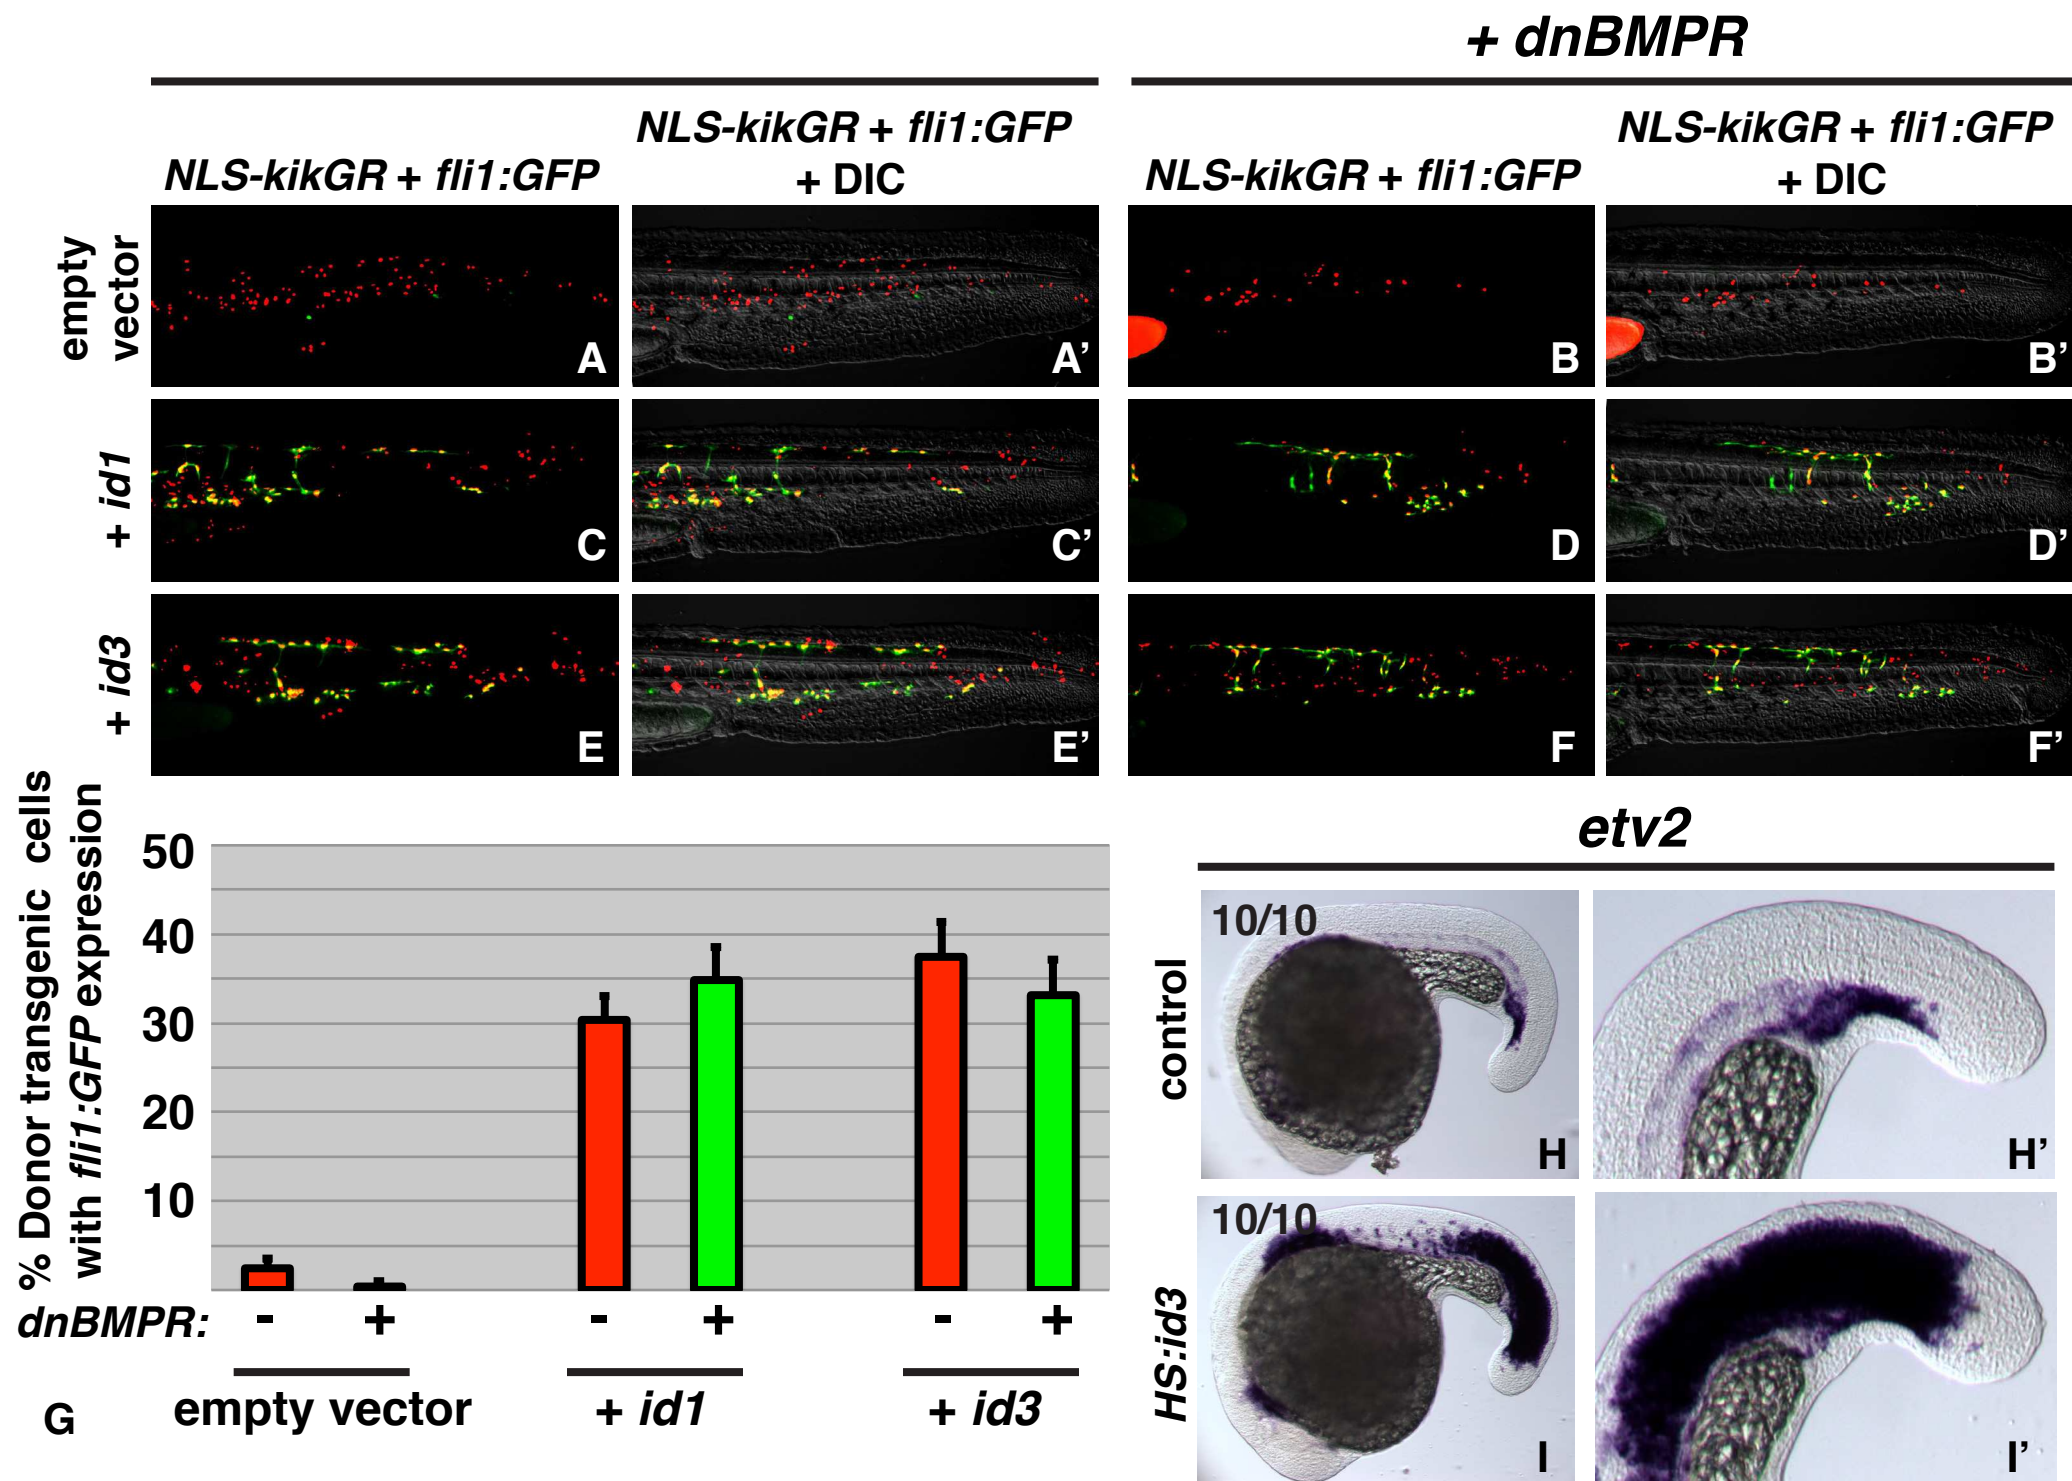 + dnBMPR
NLS-kikGR + fli1:GFP
NLS-kikGR + fli1:GFP
+ DIC
NLS-kikGR + fli1:GFP
NLS-kikGR + fli1:GFP
+ DIC
empty
vector
A
A’
B
B’
+ id1
C
C’
D
D’
+ id3
E
E’
F
F’
% Donor transgenic cells
with fli1:GFP expression
50
40
30
20
10
dnBMPR:
-
+
-
+
-
+
empty vector
+ id1
+ id3
G
etv2
control
10/10
H
H’
HS:id3
10/10
I
I’